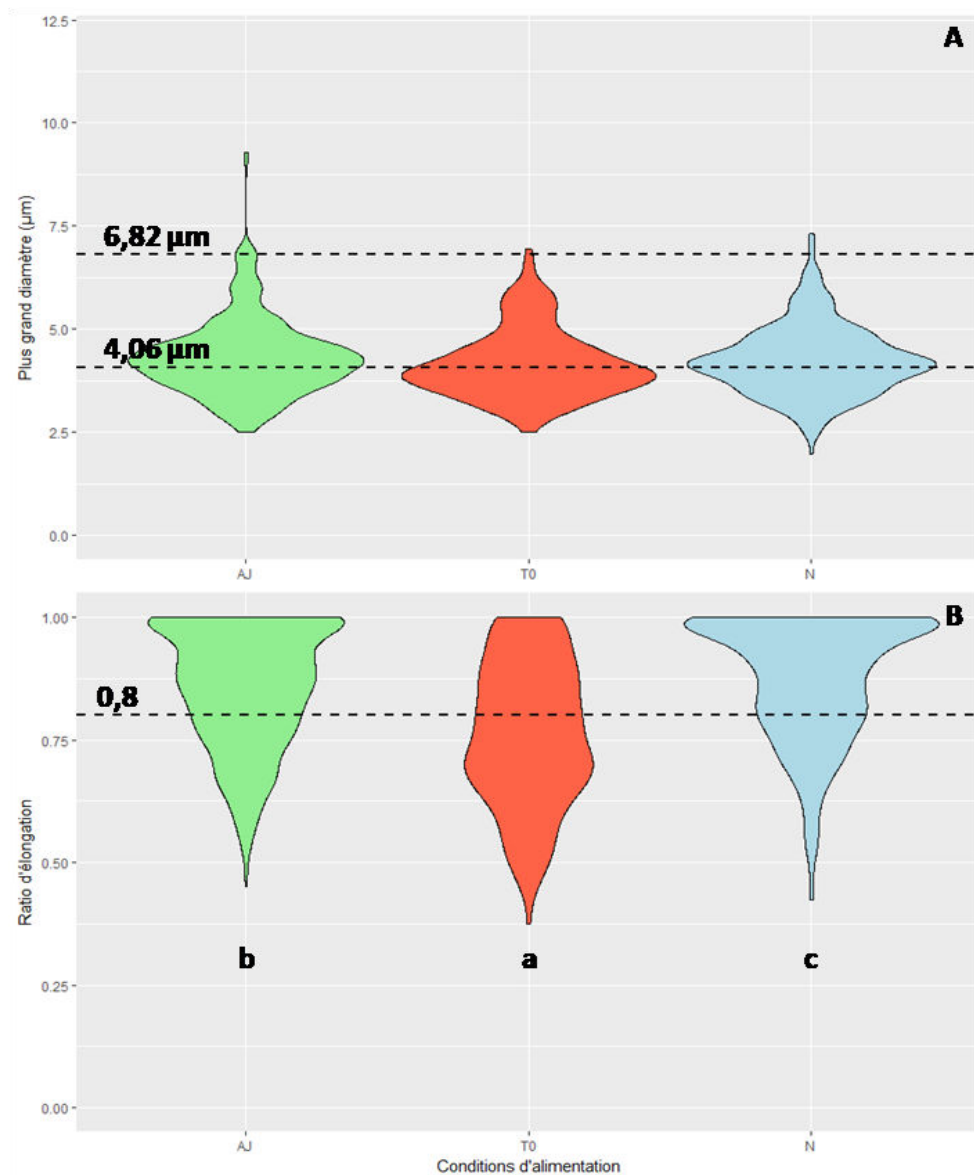 A
12.5
10.0
7.5
5.0
2.5
0.0
Plus grand diamètre (µm)
6,82 µm
4,06 µm
AJ T0 N
B
1.00
0.75
0.50
0.25
0.00
Ratio d'élongation
0,8
b a c
AJ T0 N
Conditions d'alimentation